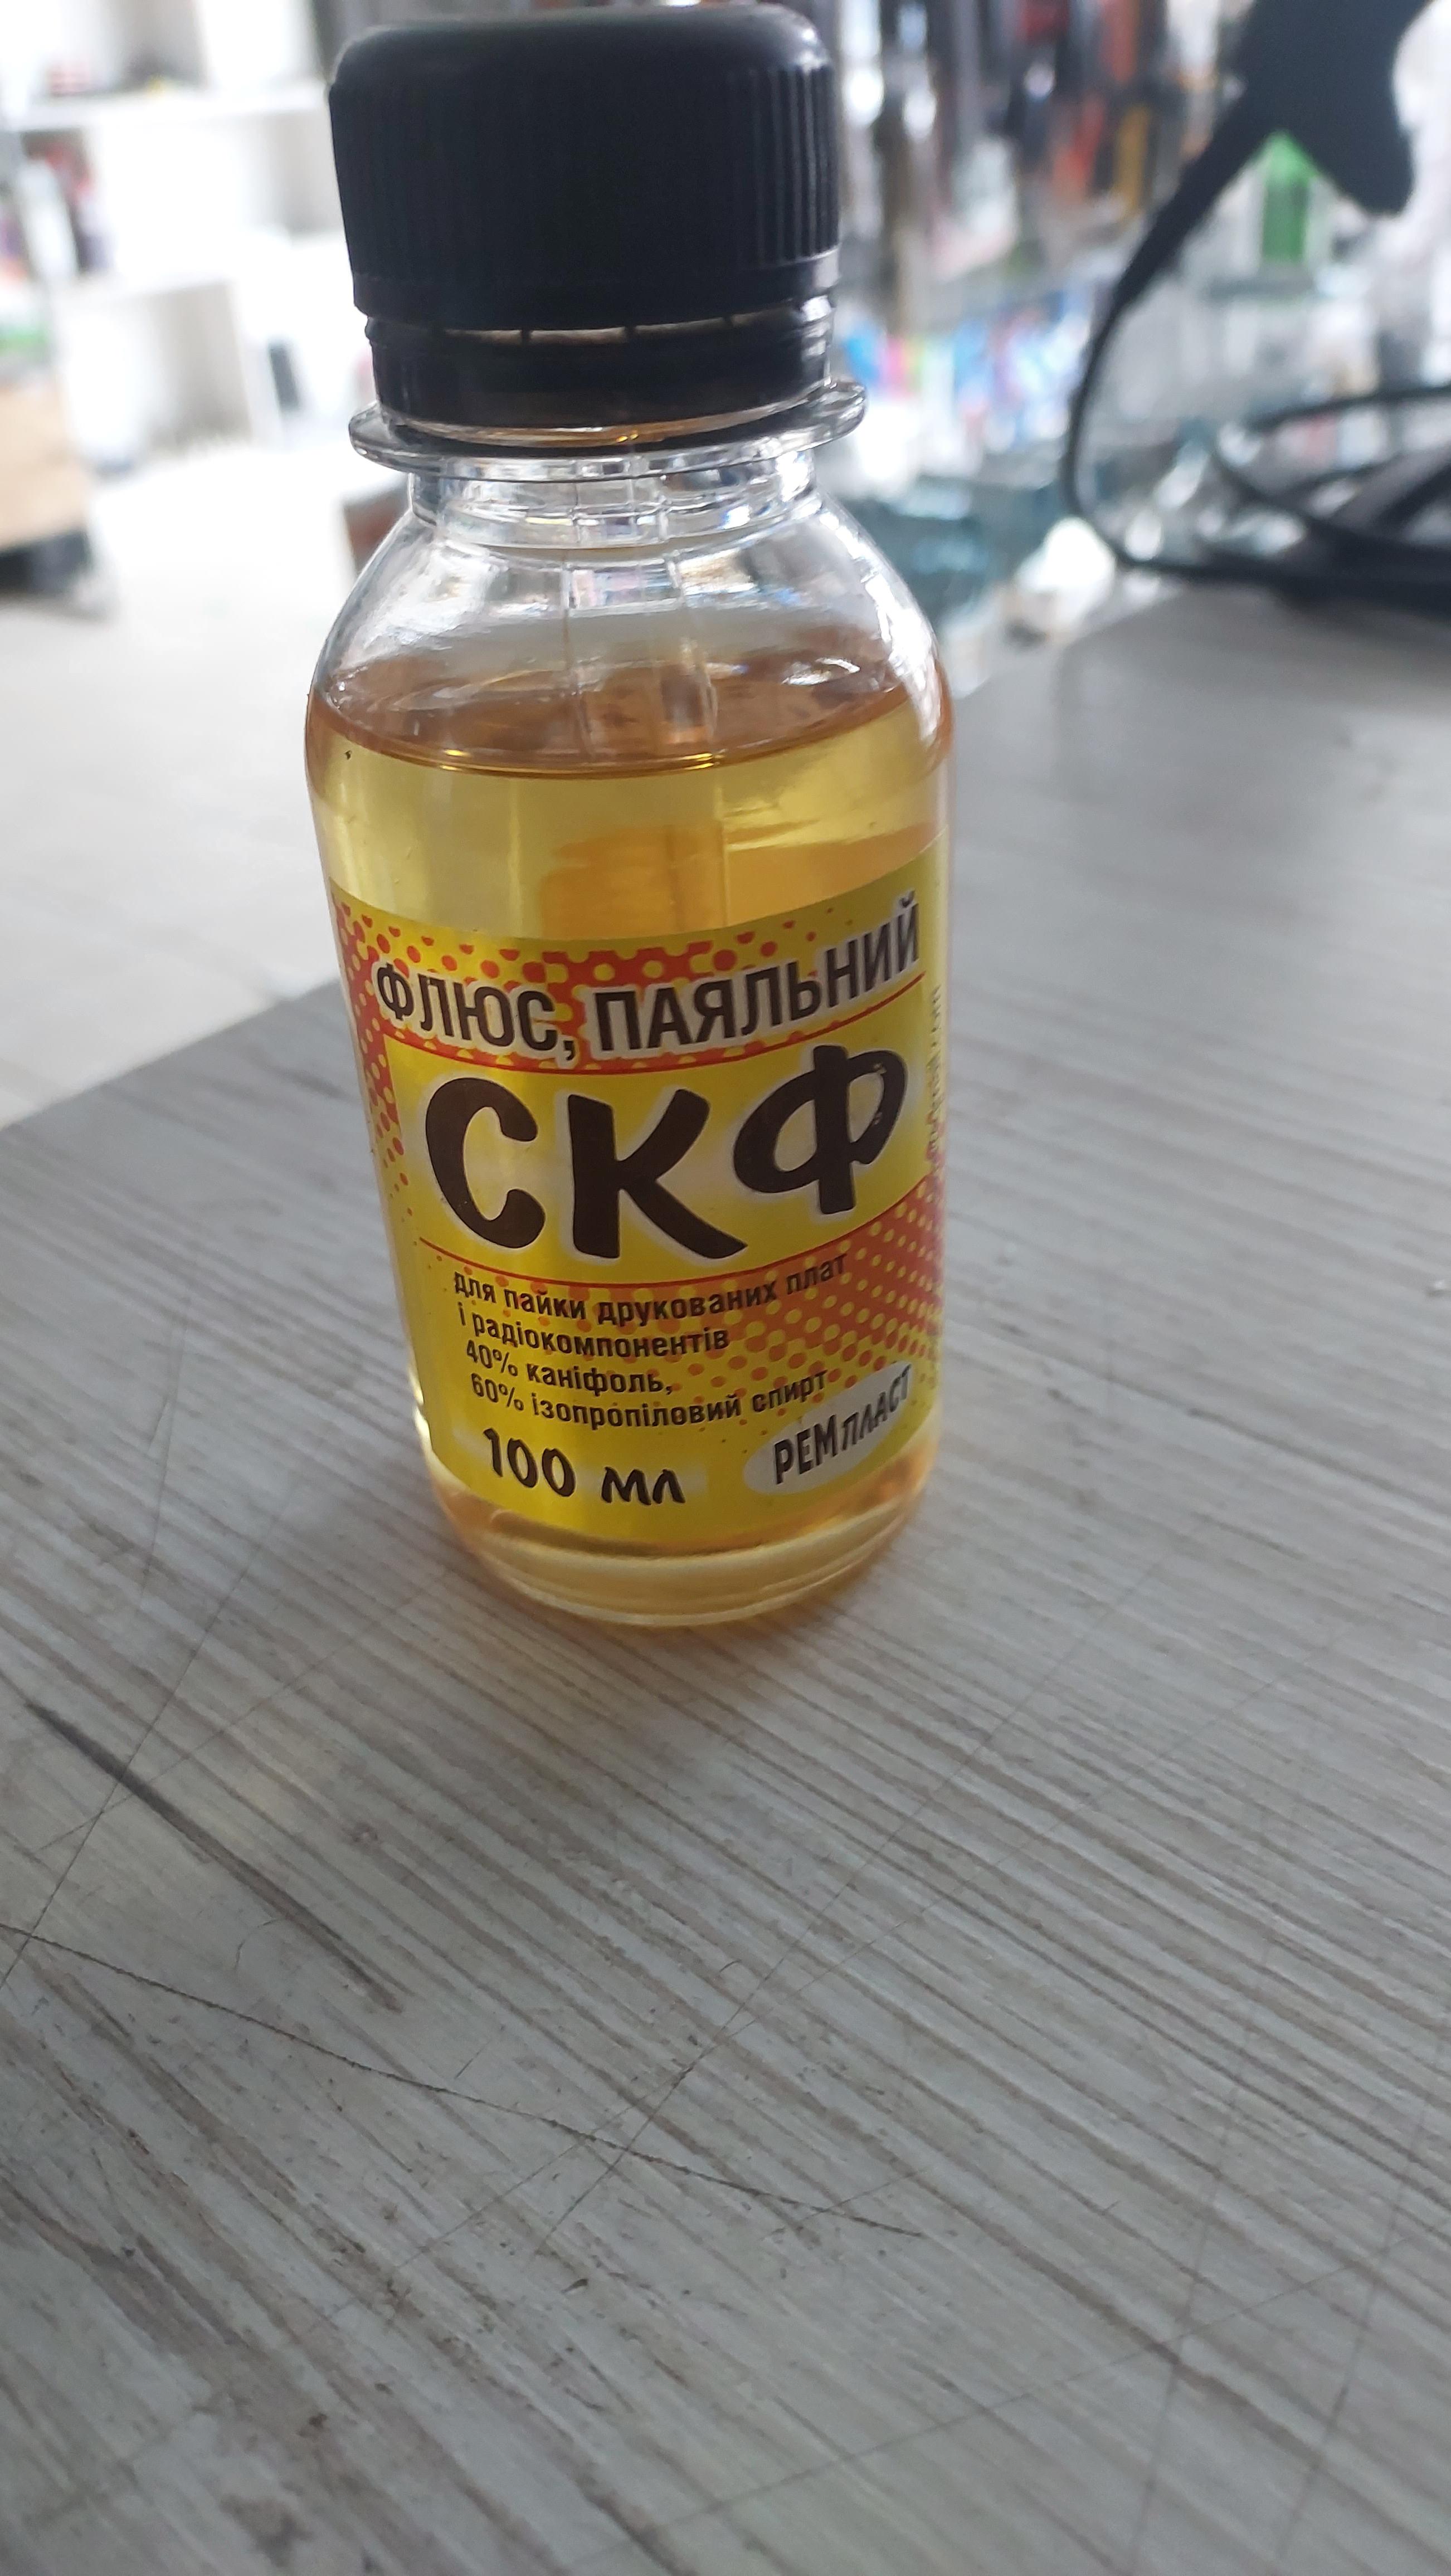 ФЛЮС, ПАЯЛЬНИЙ
СКФ
для пайки друкованих плат
і радіокомпонентів
40% каніфоль,
60% ізопропіловий спирт
100 мл
РЕМпласт